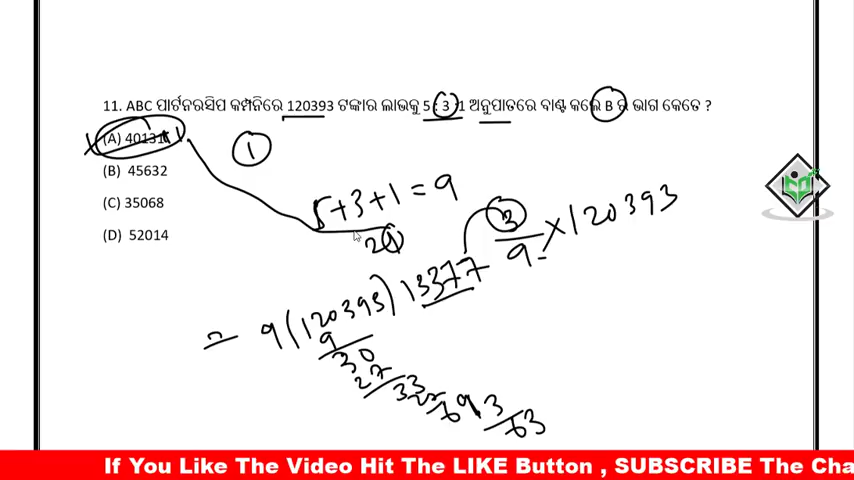 11. ABC ପାର୍ଟନରସିପ କମ୍ପନିରେ 120393 ଟଙ୍କାର ଲାଭକୁ 5 : 3 :1 ଅନୁପାତରେ ବାଣ୍ଟ କଲେ B ର ଭାଗ କେତେ ?
(A) 40131
1
(B) 45632
(C) 35068
(D) 52014
5+3+1=9
3/9 × 120393
= 9(120393)13377
9
30
27
33
If You Like The Video Hit The LIKE Button , SUBSCRIBE The Cha